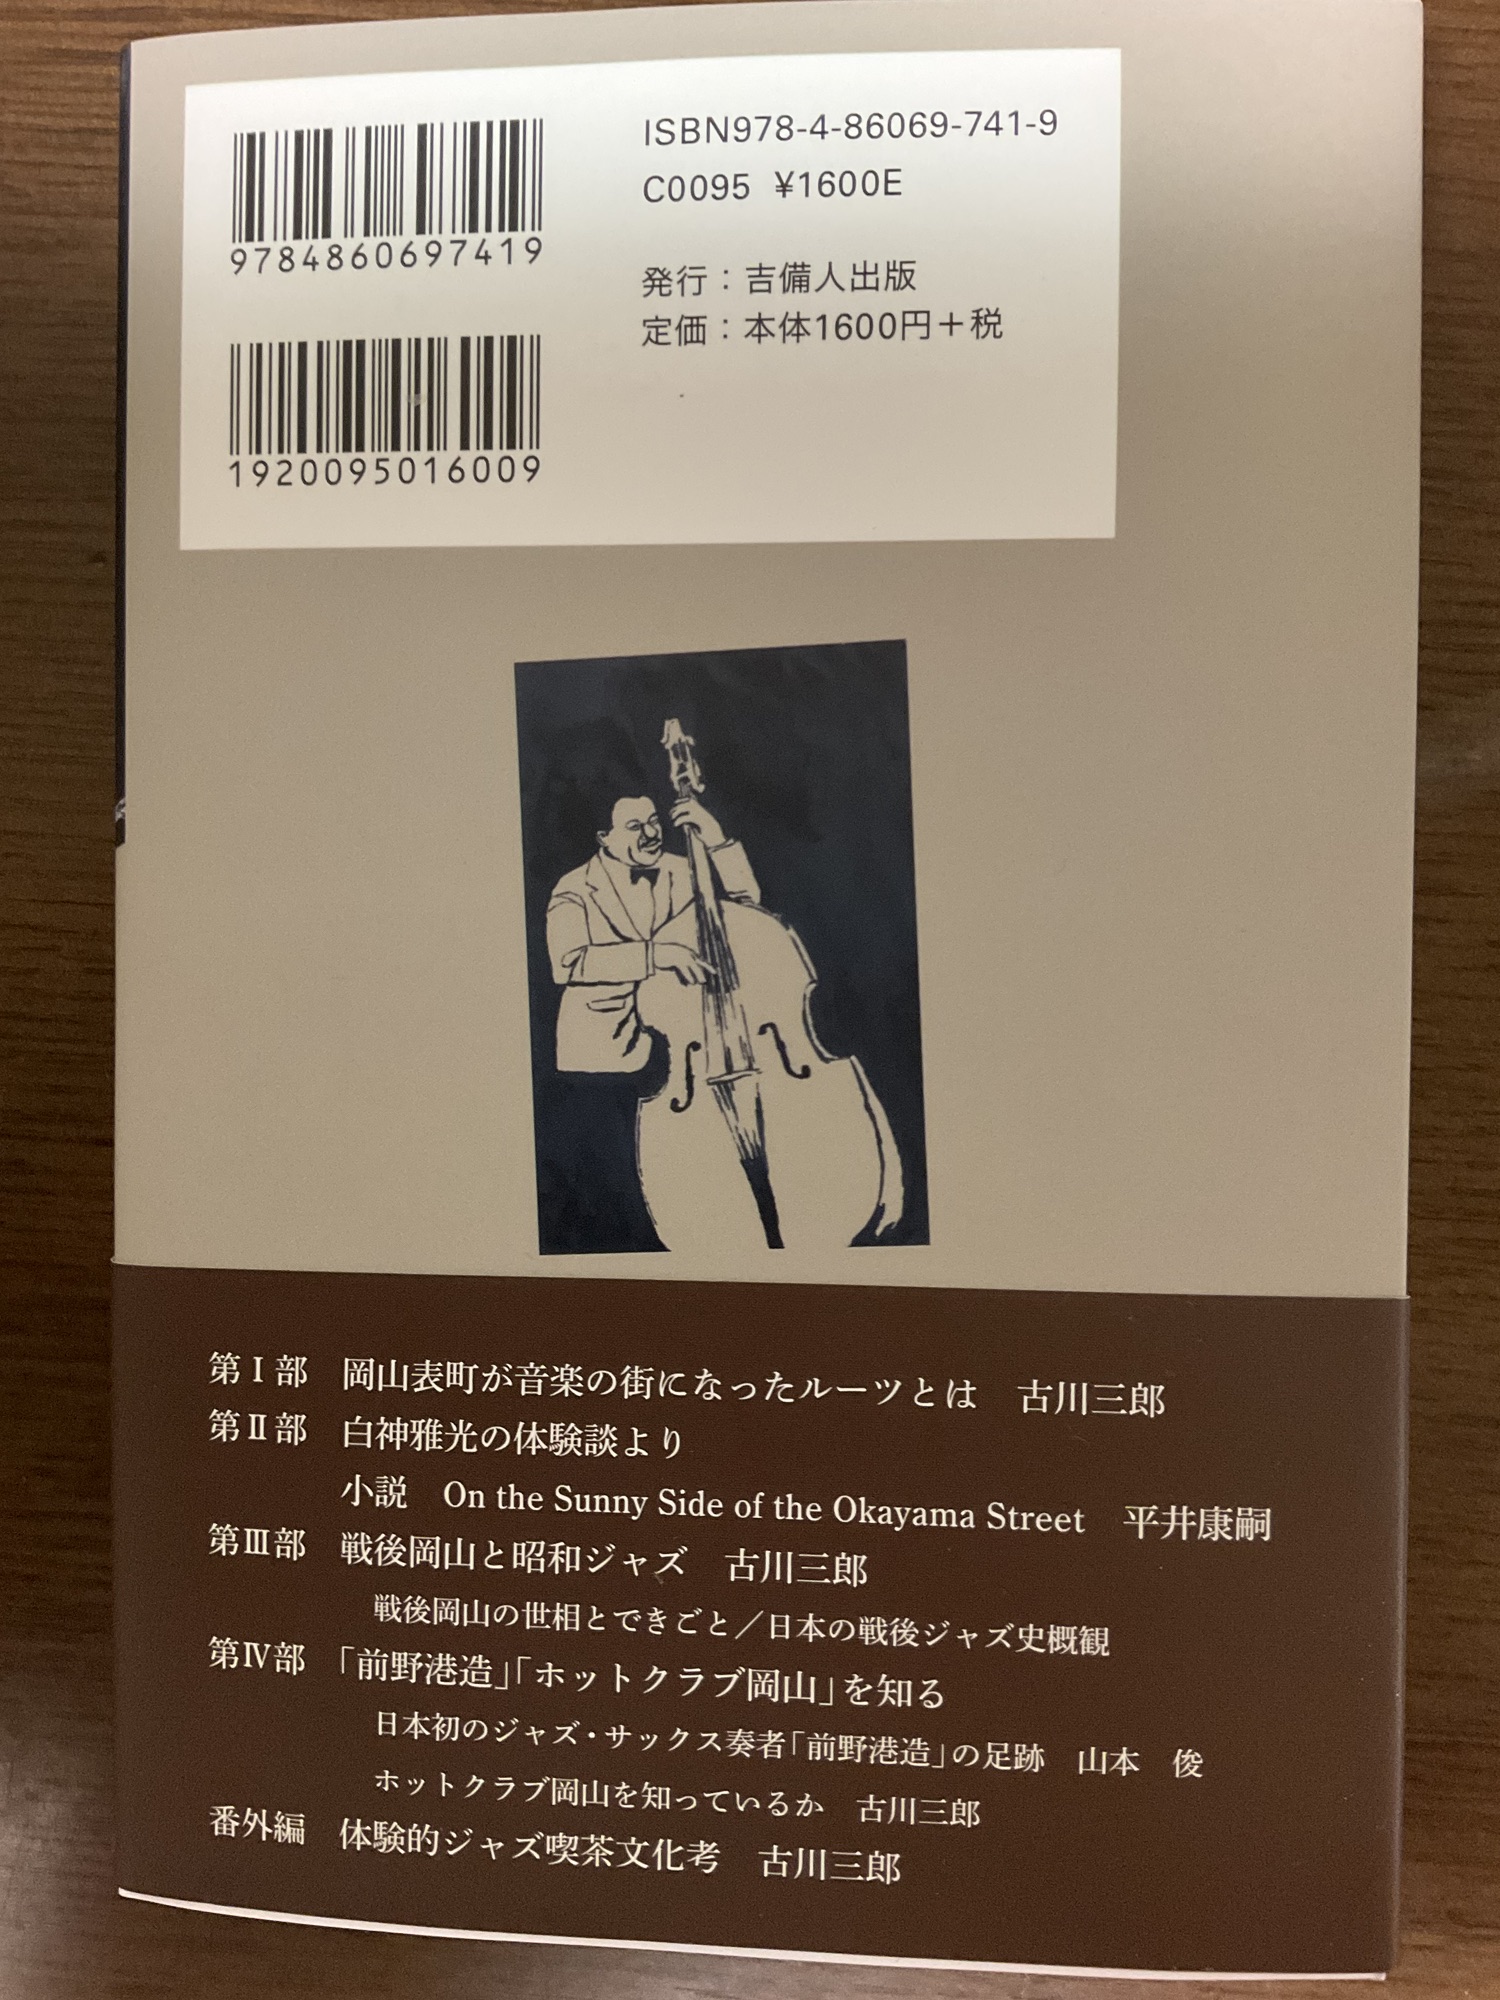 9784860697419
1920095016009
ISBN978-4-86069-741-9
C0095 ¥1600E
発行：吉備人出版
定価：本体1600円＋税
第Ⅰ部　岡山表町が音楽の街になったルーツとは　古川三郎
第Ⅱ部　白神雅光の体験談より
小説　On the Sunny Side of the Okayama Street　平井康嗣
第Ⅲ部　戦後岡山と昭和ジャズ　古川三郎
戦後岡山の世相とできごと／日本の戦後ジャズ史概観
第Ⅳ部　「前野港造」「ホットクラブ岡山」を知る
日本初のジャズ・サックス奏者「前野港造」の足跡　山本　俊
ホットクラブ岡山を知っているか　古川三郎
番外編　体験的ジャズ喫茶文化考　古川三郎